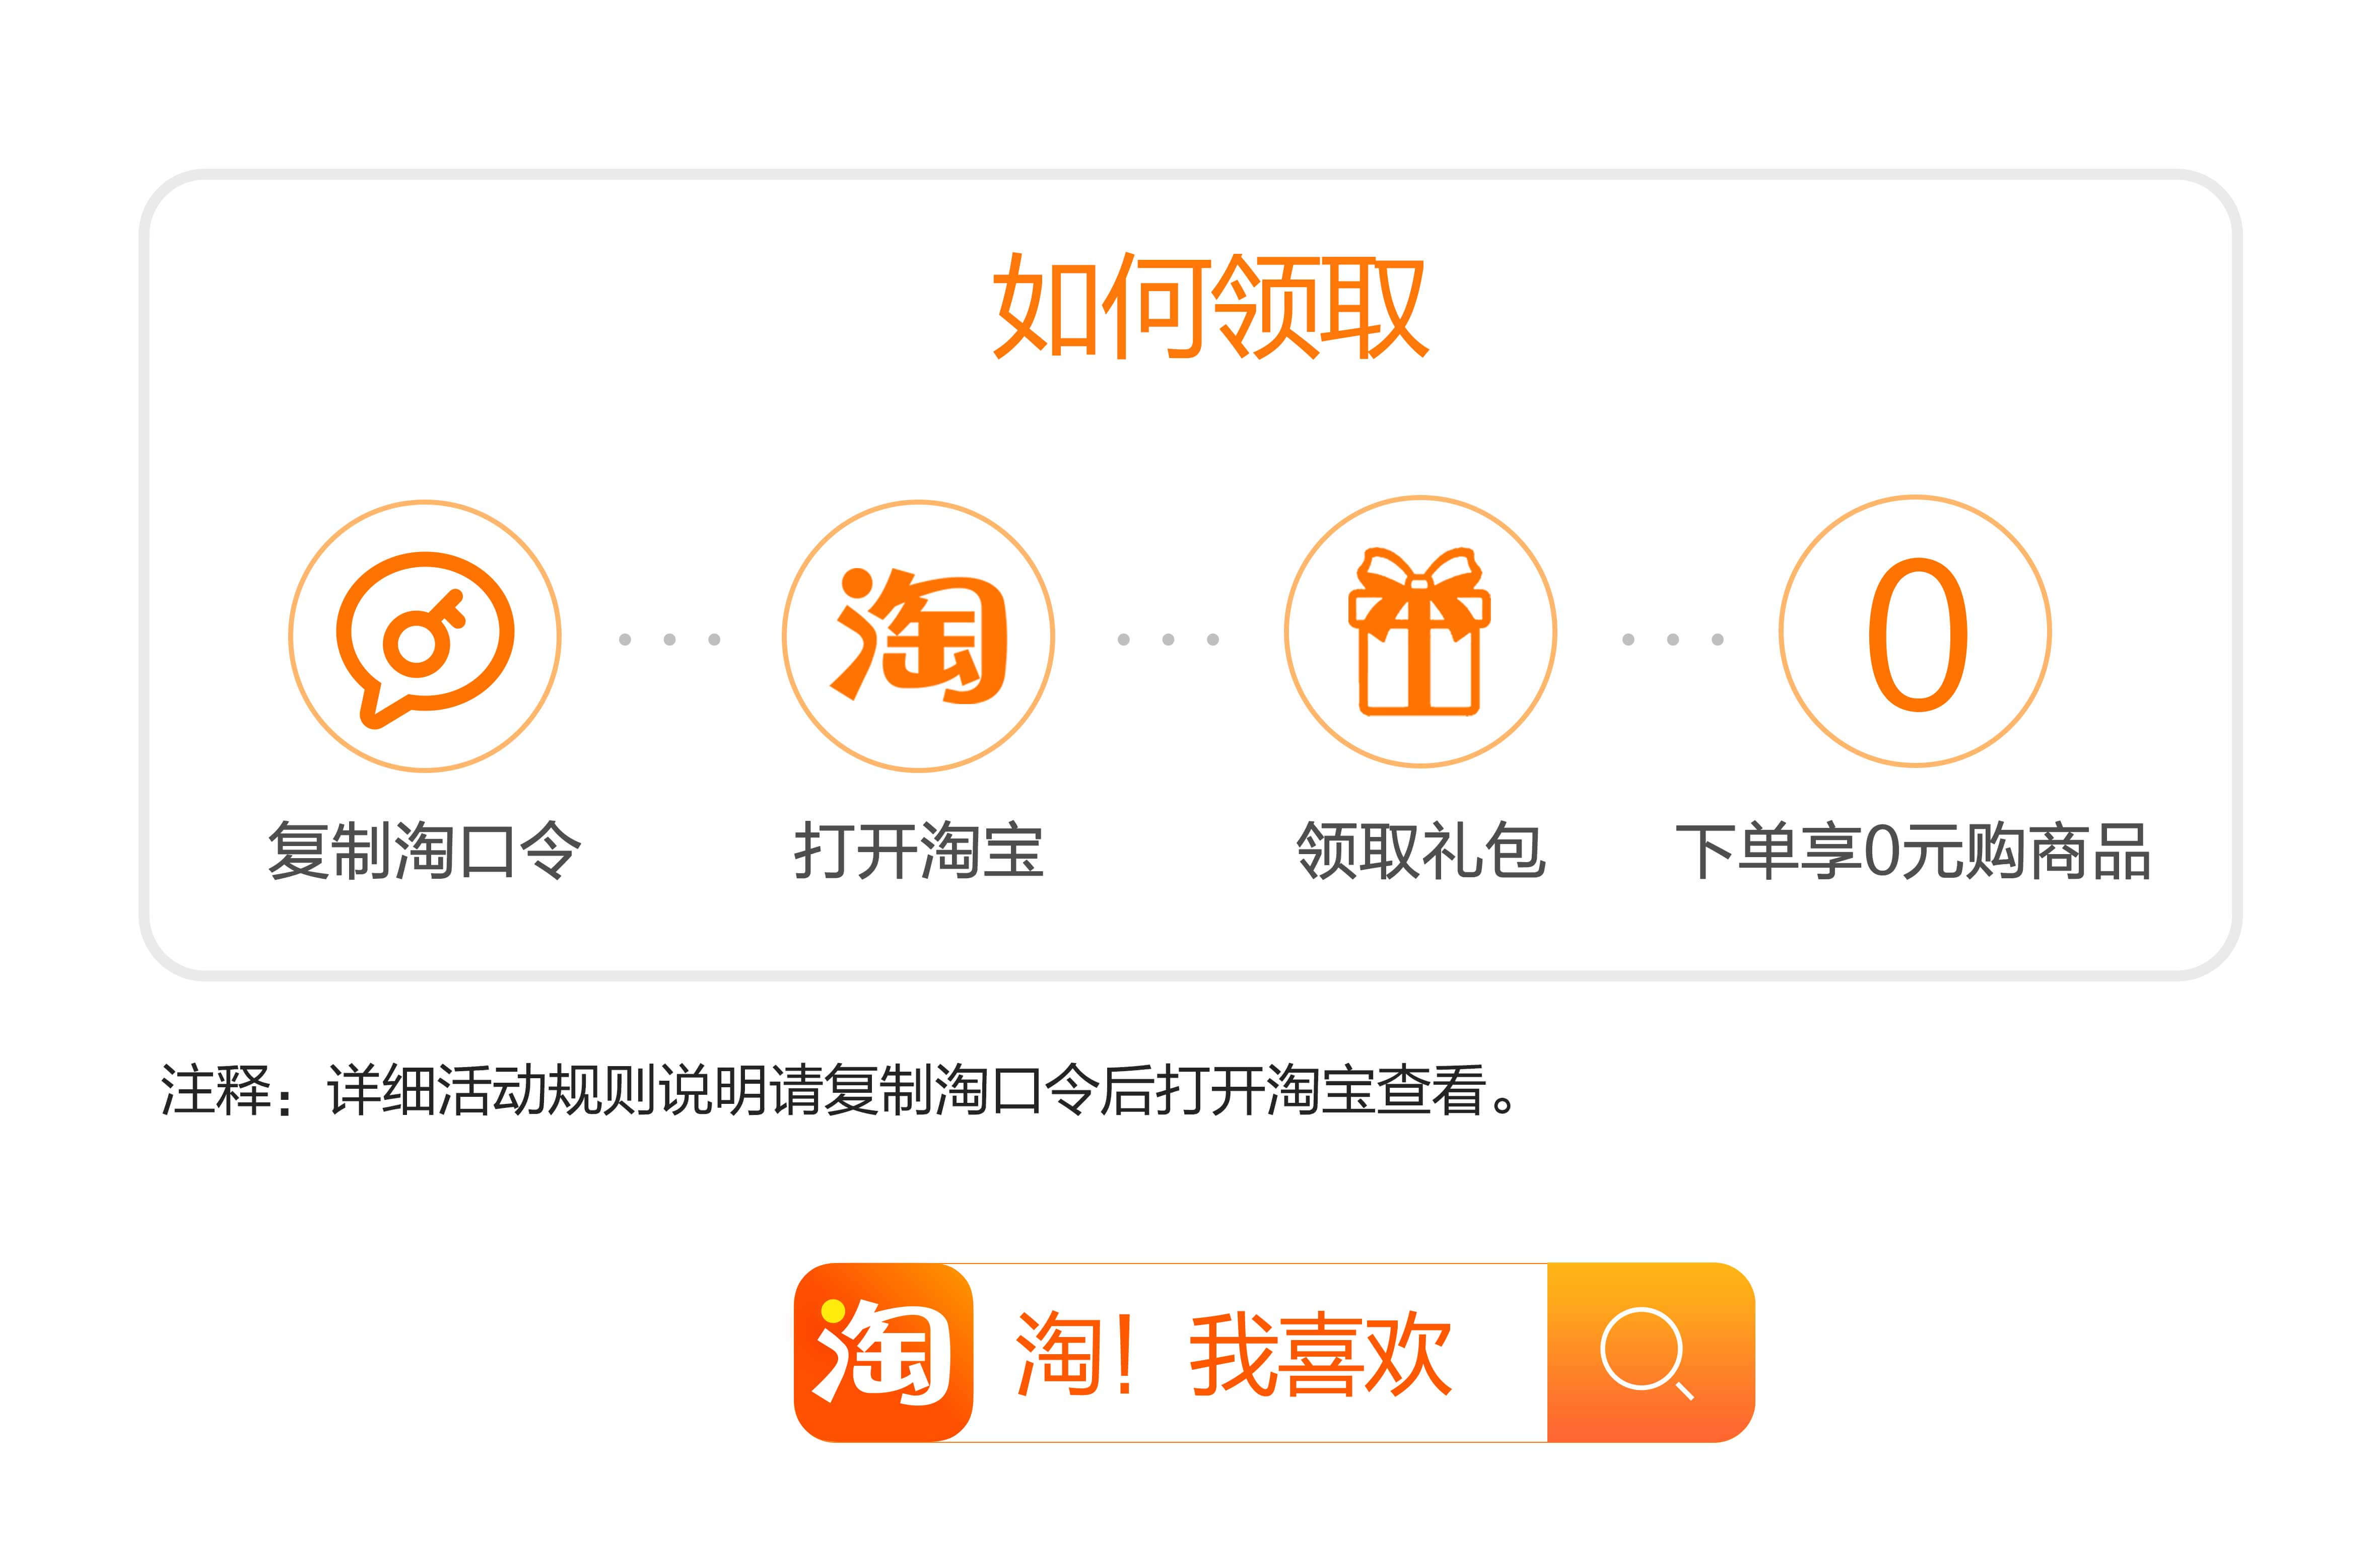 如何领取
淘
0
复制淘口令
打开淘宝
领取礼包
下单享0元购商品
注释：详细活动规则说明请复制淘口令后打开淘宝查看。
淘 淘！我喜欢